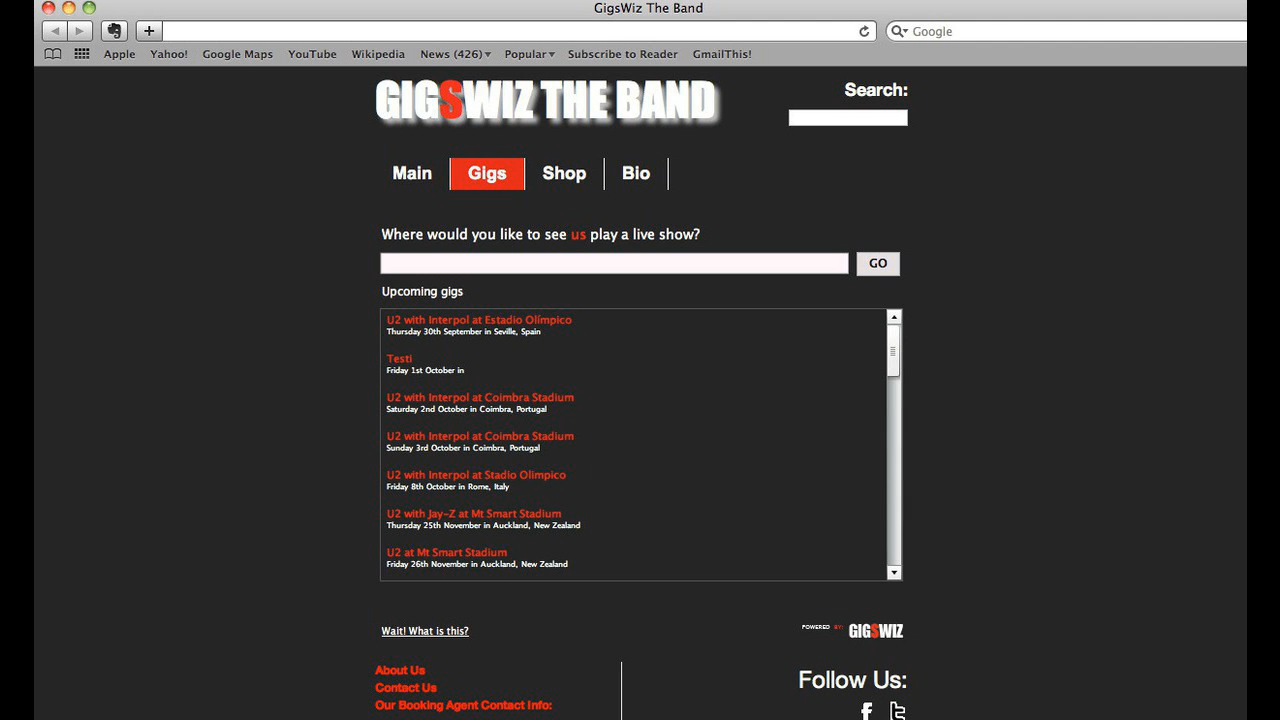 GigsWiz The Band
Google
Apple Yahoo! Google Maps YouTube Wikipedia News (426) Popular Subscribe to Reader GmailThis!
GIGSWIZ THE BAND
Search:
Main Gigs Shop Bio
Where would you like to see us play a live show?
GO
Upcoming gigs
U2 with Interpol at Estadio Olímpico
Thursday 30th September in Seville, Spain
Testi
Friday 1st October in
U2 with Interpol at Coimbra Stadium
Saturday 2nd October in Coimbra, Portugal
U2 with Interpol at Coimbra Stadium
Sunday 3rd October in Coimbra, Portugal
U2 with Interpol at Stadio Olimpico
Friday 8th October in Rome, Italy
U2 with Jay-Z at Mt Smart Stadium
Thursday 25th November in Auckland, New Zealand
U2 at Mt Smart Stadium
Friday 26th November in Auckland, New Zealand
Wait! What is this?
POWERED BY: GIGSWIZ
About Us
Contact Us
Our Booking Agent Contact Info:
Follow Us: